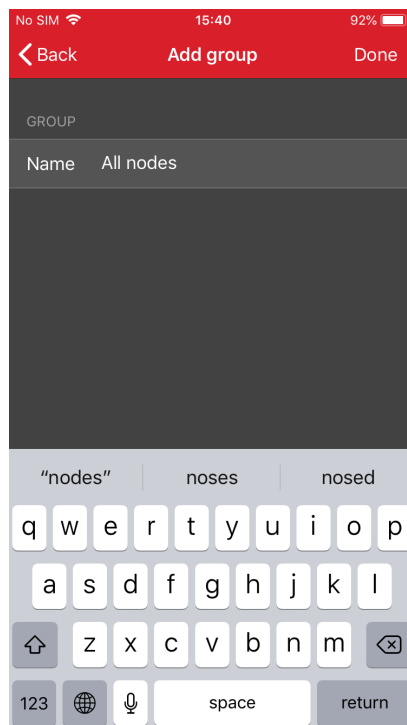 No SIM 15:40 92%
Back Add group Done
GROUP
Name All nodes
“nodes” noses nosed
q w e r t y u i o p
a s d f g h j k l
z x c v b n m
123 space return